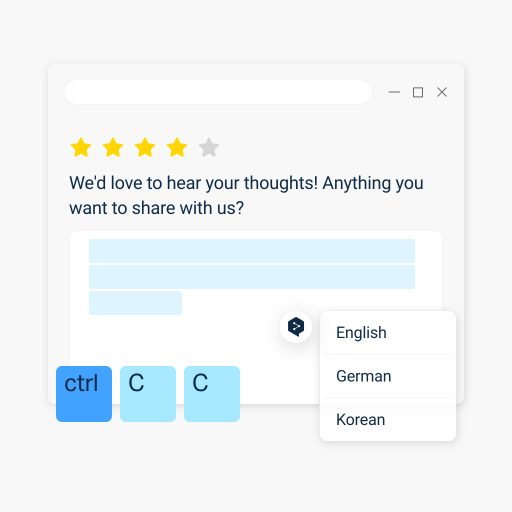 We'd love to hear your thoughts! Anything you
want to share with us?
English
German
Korean
ctrl
C
C